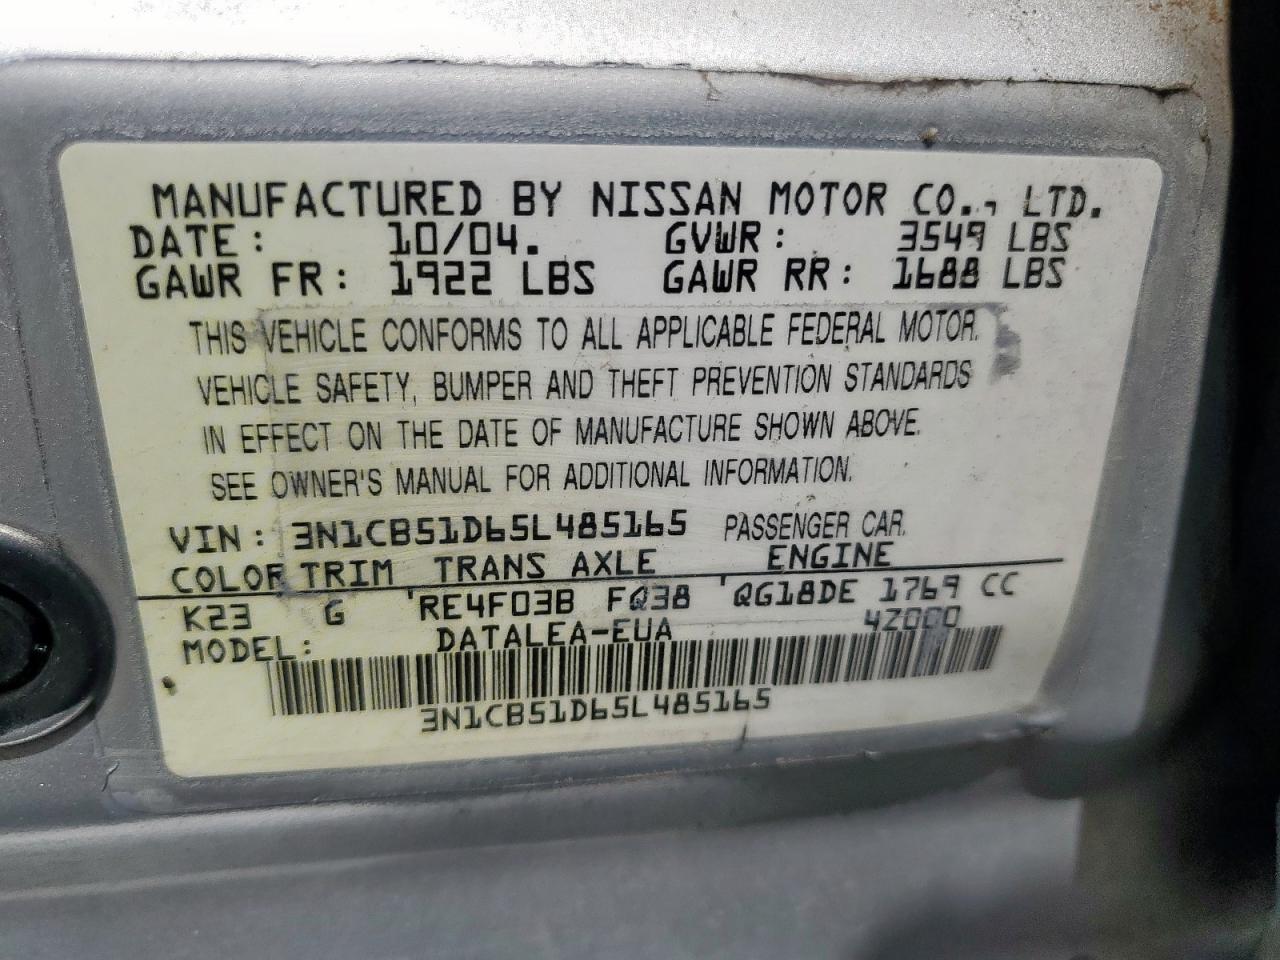 MANUFACTURED BY NISSAN MOTOR CO., LTD.
DATE: 10/04. GVWR: 3549 LBS
GAWR FR: 1922 LBS GAWR RR: 1688 LBS
THIS VEHICLE CONFORMS TO ALL APPLICABLE FEDERAL MOTOR.
VEHICLE SAFETY, BUMPER AND THEFT PREVENTION STANDARDS
IN EFFECT ON THE DATE OF MANUFACTURE SHOWN ABOVE.
SEE OWNER'S MANUAL FOR ADDITIONAL INFORMATION.
VIN: 3N1CB51D65L485165 PASSENGER CAR.
COLOR TRIM TRANS AXLE ENGINE
K23 G RE4F03B FQ38 QG18DE 1769 CC
MODEL: DATALEA-EUA 4Z000
3N1CB51D65L485165